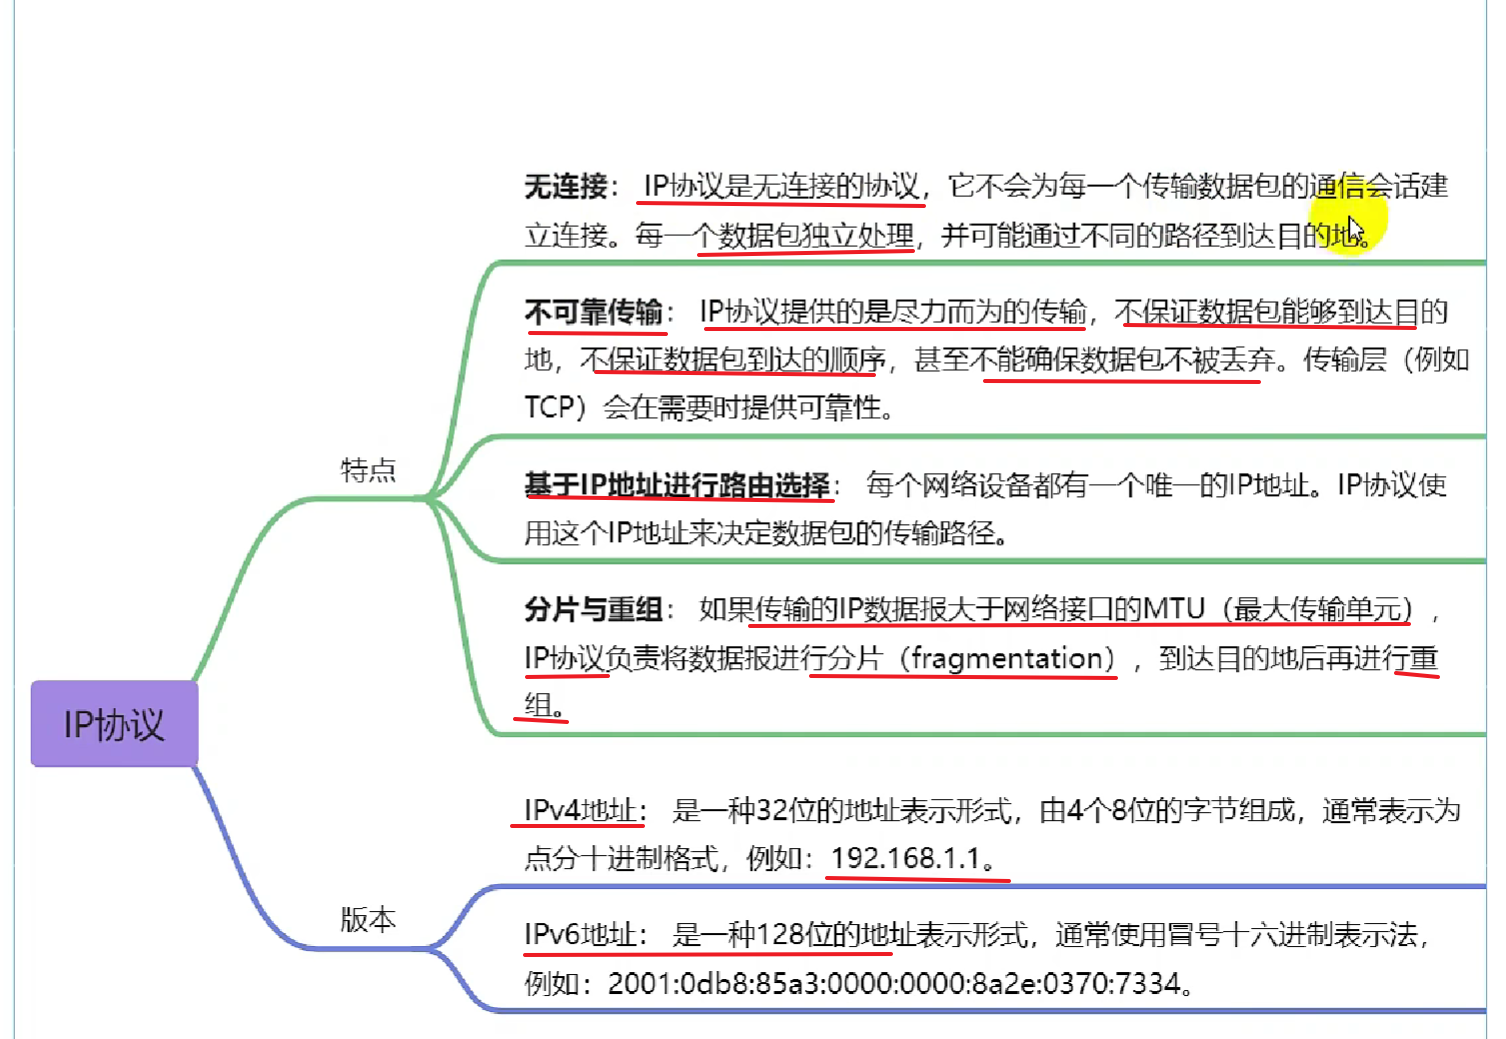 无连接： IP协议是无连接的协议，它不会为每一个传输数据包的通信会话建
立连接。每一个数据包独立处理，并可能通过不同的路径到达目的地。
不可靠传输： IP协议提供的是尽力而为的传输，不保证数据包能够到达目的
地，不保证数据包到达的顺序，甚至不能确保数据包不被丢弃。传输层（例如
TCP）会在需要时提供可靠性。
特点
基于IP地址进行路由选择： 每个网络设备都有一个唯一的IP地址。IP协议使
用这个IP地址来决定数据包的传输路径。
分片与重组： 如果传输的IP数据报大于网络接口的MTU（最大传输单元），
IP协议负责将数据报进行分片（fragmentation），到达目的地后再进行重
组。
IP协议
IPv4地址： 是一种32位的地址表示形式，由4个8位的字节组成，通常表示为
点分十进制格式，例如：192.168.1.1。
版本
IPv6地址： 是一种128位的地址表示形式，通常使用冒号十六进制表示法，
例如：2001:0db8:85a3:0000:0000:8a2e:0370:7334。